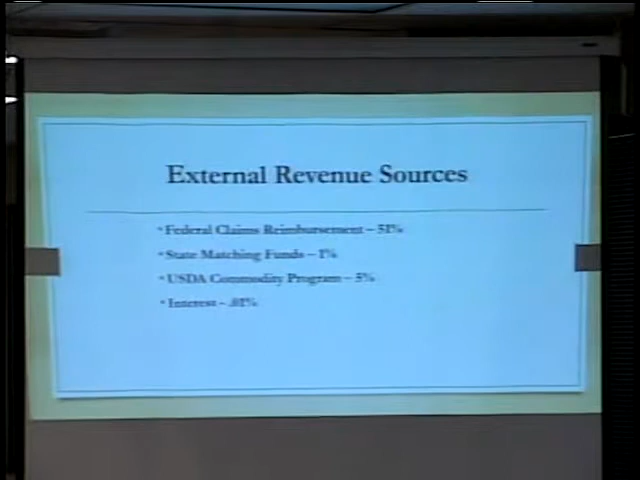 External Revenue Sources
• Federal Claims Reimbursement – 51%
• State Matching Funds – 1%
• USDA Commodity Program – 5%
• Interest – .01%